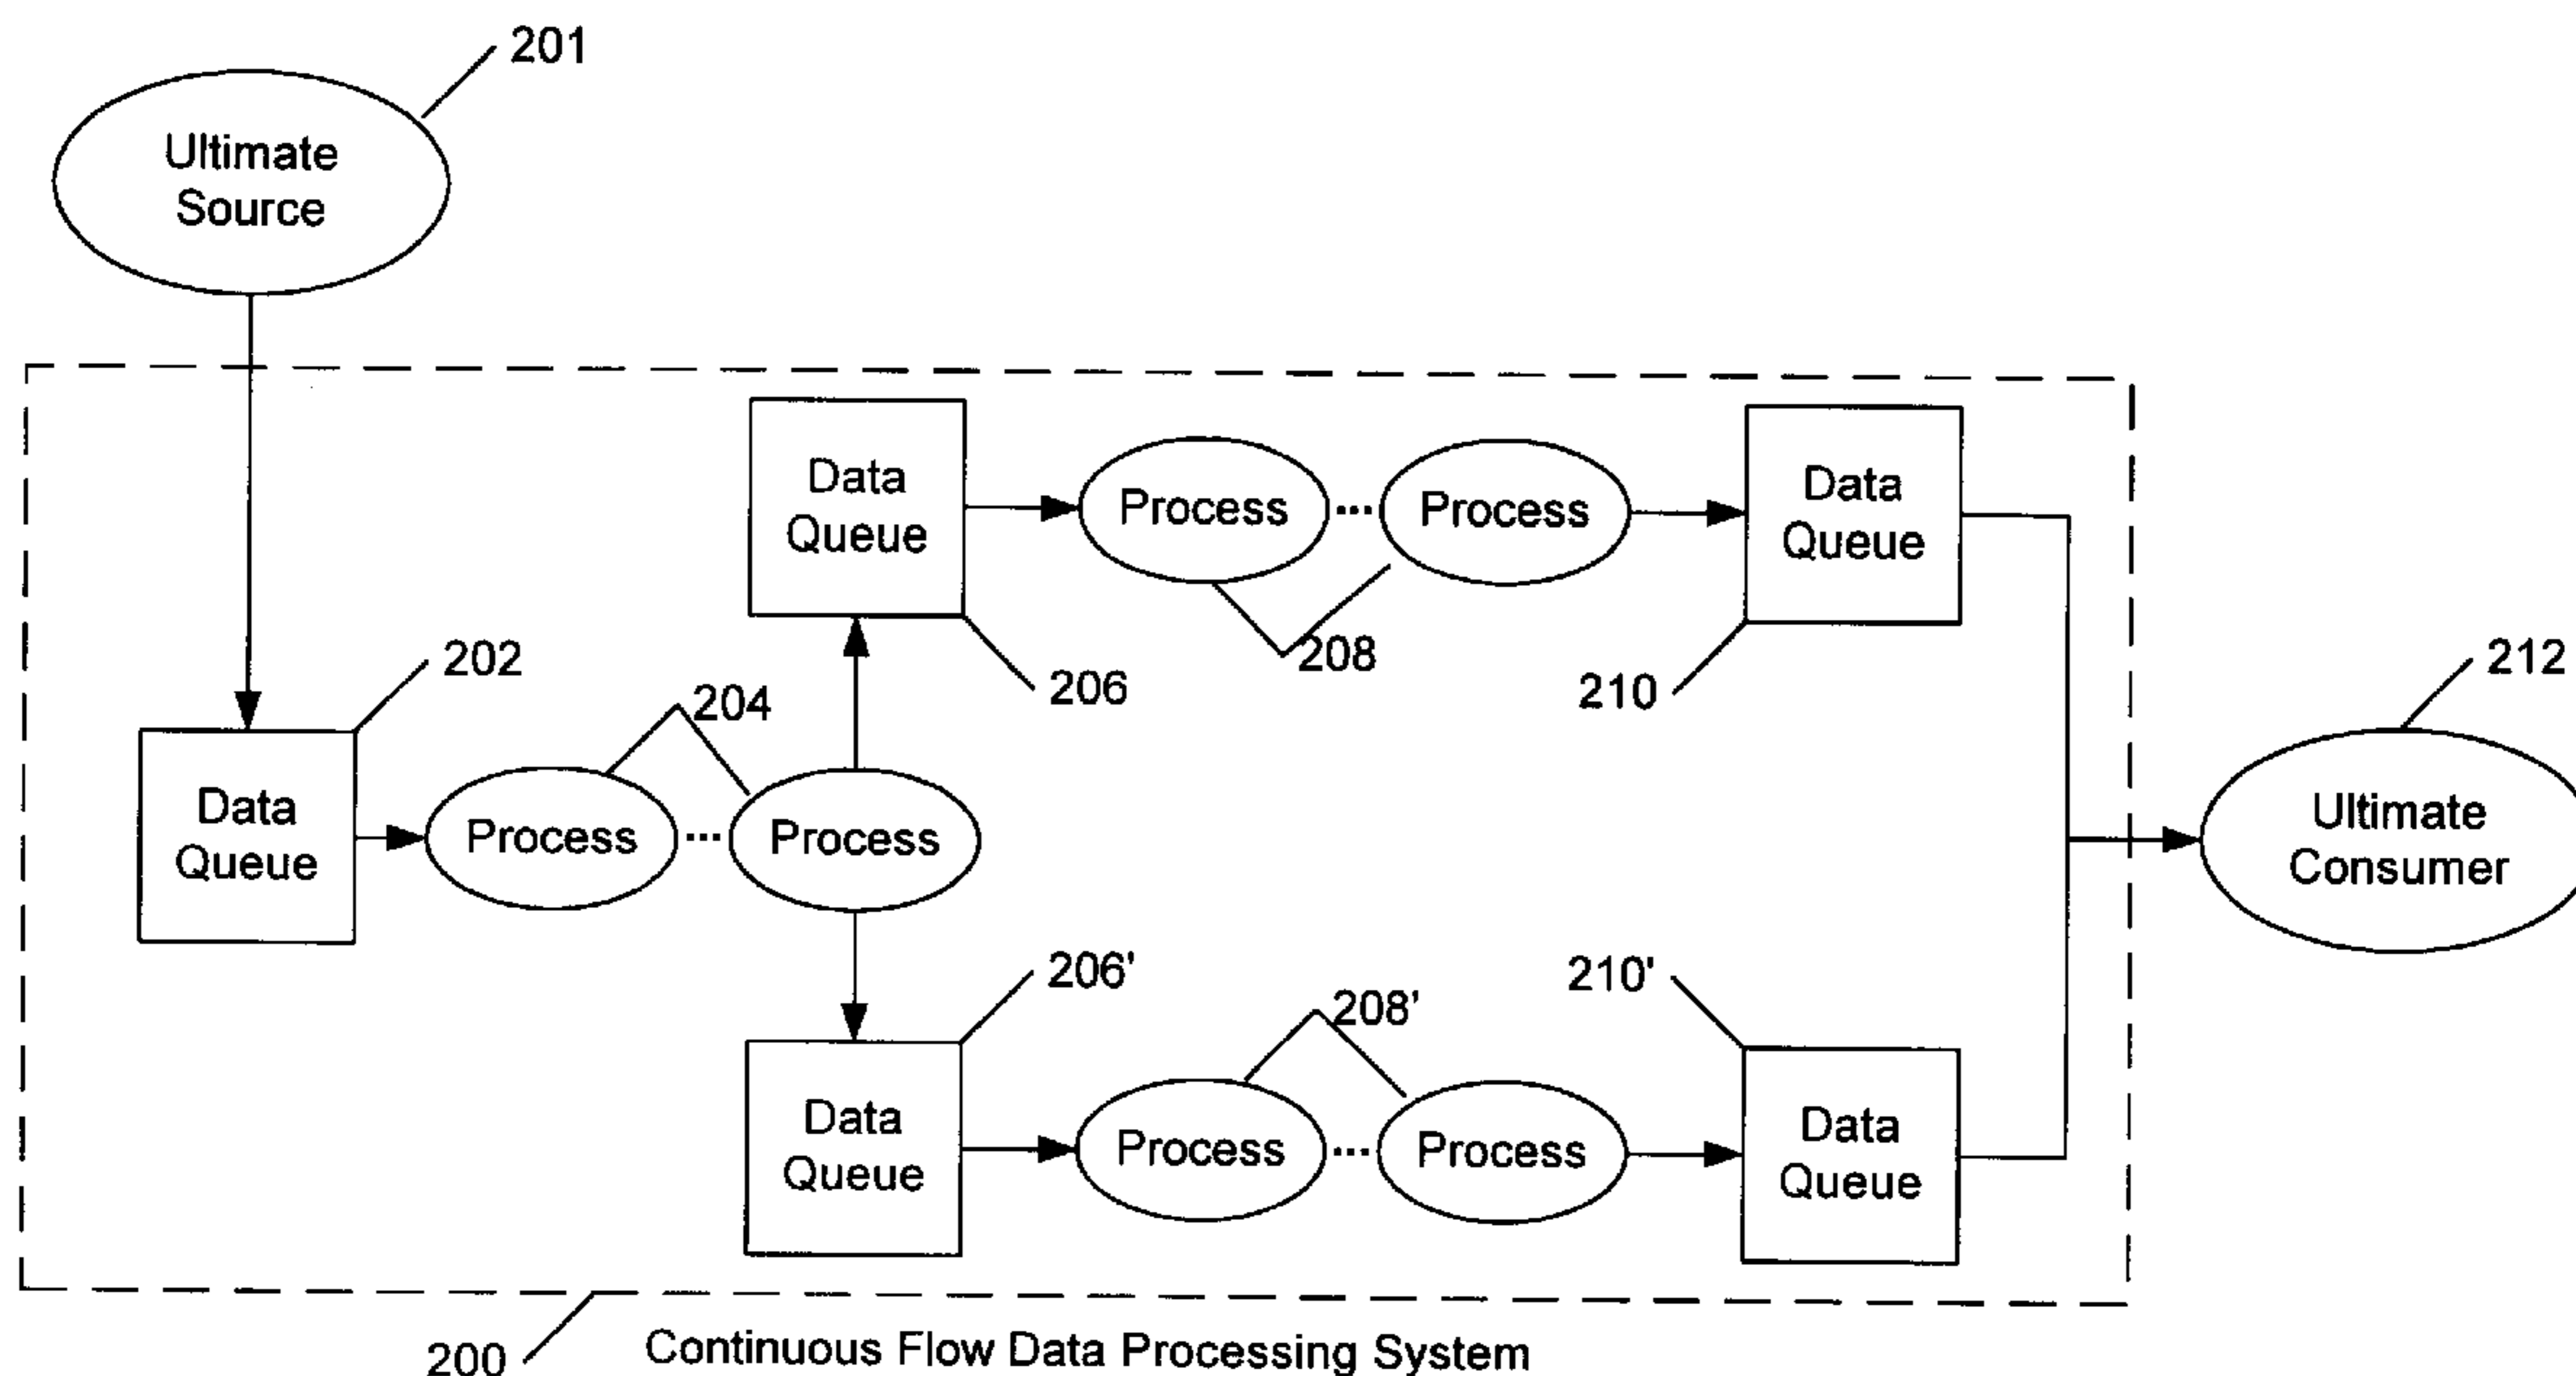 201
Ultimate
Source
Data
Queue
Process
...
Process
Data
Queue
208
210
206
202
204
212
Data
Queue
Process
...
Process
Ultimate
Consumer
206'
208'
210'
Data
Queue
Process
...
Process
Data
Queue
200
Continuous Flow Data Processing System